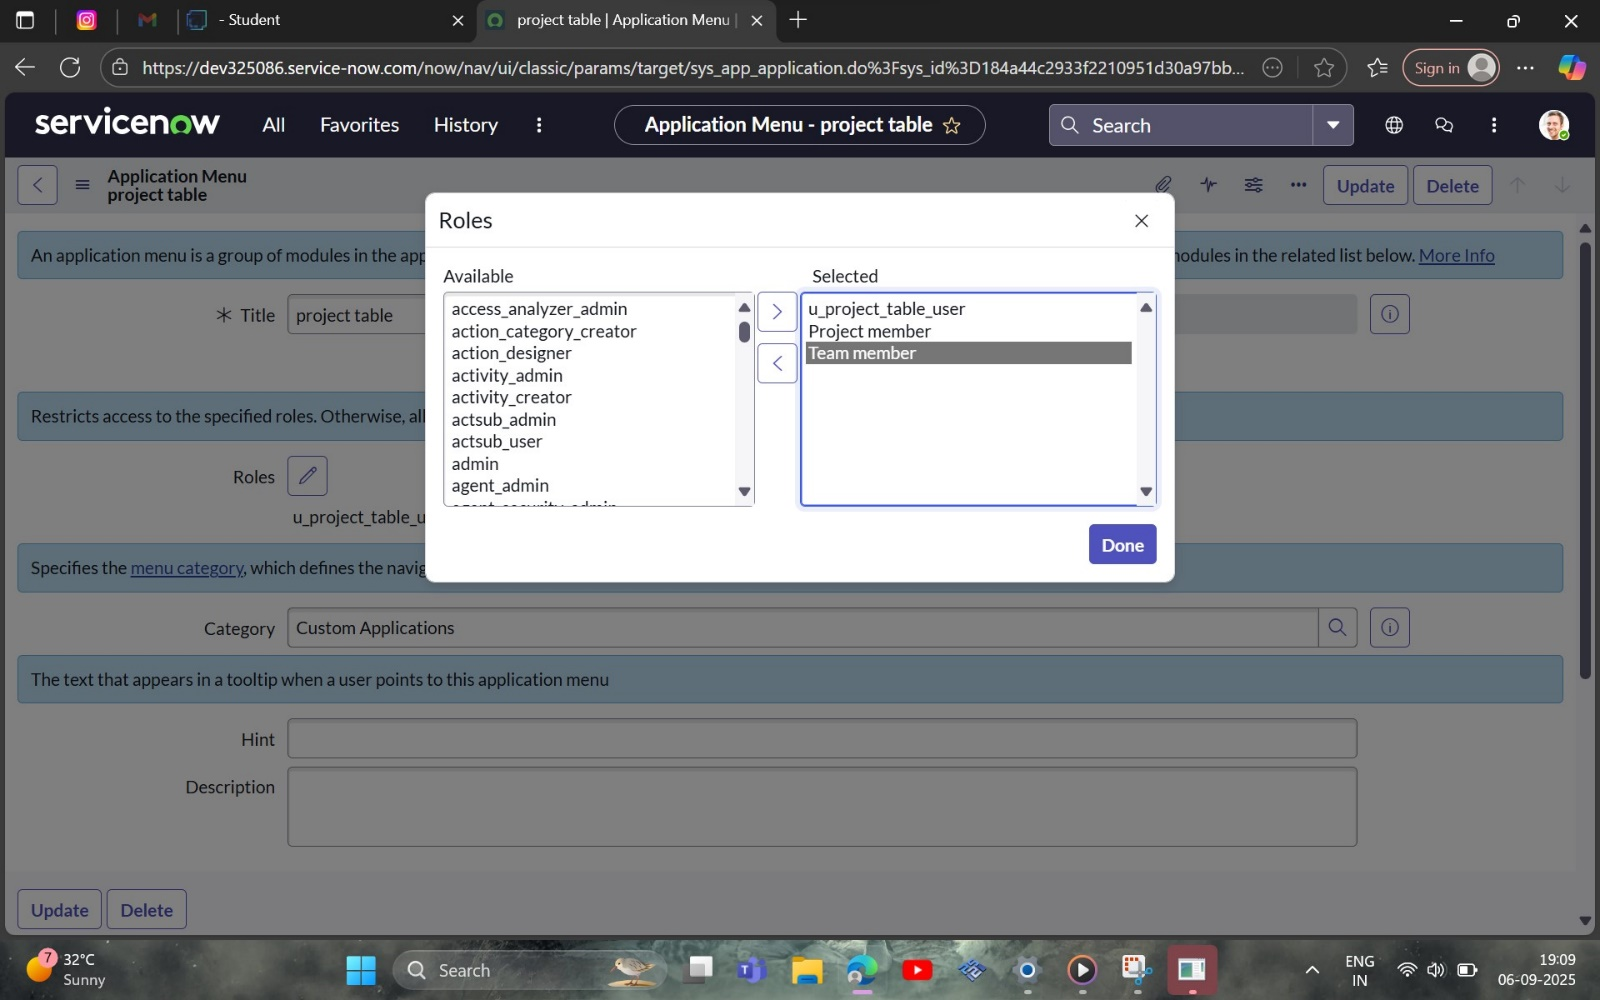 - Student
project table | Application Menu |
https://dev325086.service-now.com/now/nav/ui/classic/params/target/sys_app_application.do%3Fsys_id%3D184a44c2933f2210951d30a97bb...
Sign in
servicenow
All
Favorites
History
Application Menu - project table
Search
Application Menu
project table
Update
Delete
Roles
An application menu is a group of modules in the app
modules in the related list below. More Info
Available
Selected
access_analyzer_admin
action_category_creator
action_designer
activity_admin
activity_creator
actsub_admin
actsub_user
admin
agent_admin
agent_security_admin
u_project_table_user
Project member
Team member
* Title
project table
Restricts access to the specified roles. Otherwise, all
Roles
u_project_table_u
Done
Specifies the menu category, which defines the navig
Category
Custom Applications
The text that appears in a tooltip when a user points to this application menu
Hint
Description
Update
Delete
7
32°C
Sunny
Search
ENG
IN
19:09
06-09-2025